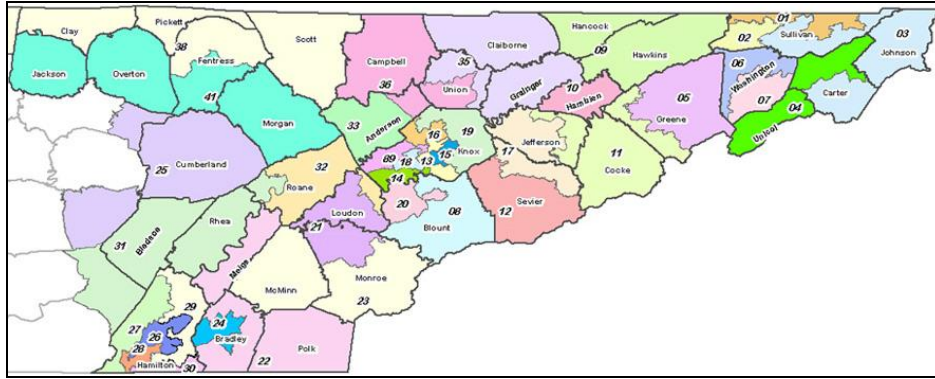 Clay
Pickett
38
Fentress
Scott
Campbell
36
Claiborne
35
Union
Hancock
09
Hawkins
01
02
Sullivan
03
Johnson
Jackson
Overton
41
Morgan
33
Anderson
Grainger
10
Hamblen
05
Greene
06
Washington
07
04
Carter
Unicoi
16
19
Knox
15
13
18
89
14
20
Jefferson
17
11
Cocke
25
Cumberland
32
Roane
Loudon
21
08
Blount
12
Sevier
31
Bledsoe
Rhea
Meigs
McMinn
Monroe
23
29
27
26
28
Hamilton
30
24
Bradley
22
Polk